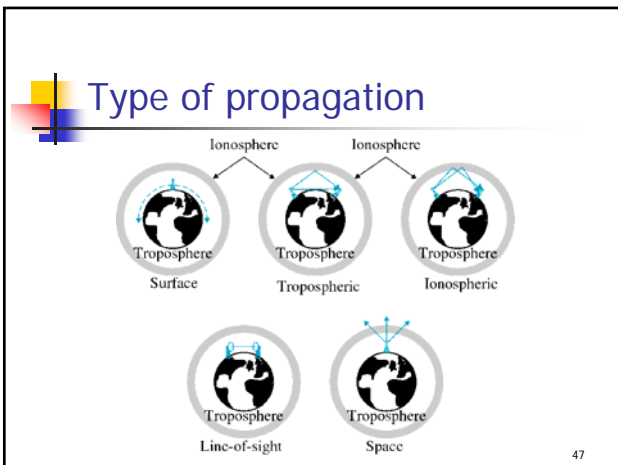 Type of propagation
Ionosphere Ionosphere
Troposphere Troposphere Troposphere
Surface Tropospheric Ionospheric
Troposphere Troposphere
Line-of-sight Space
47